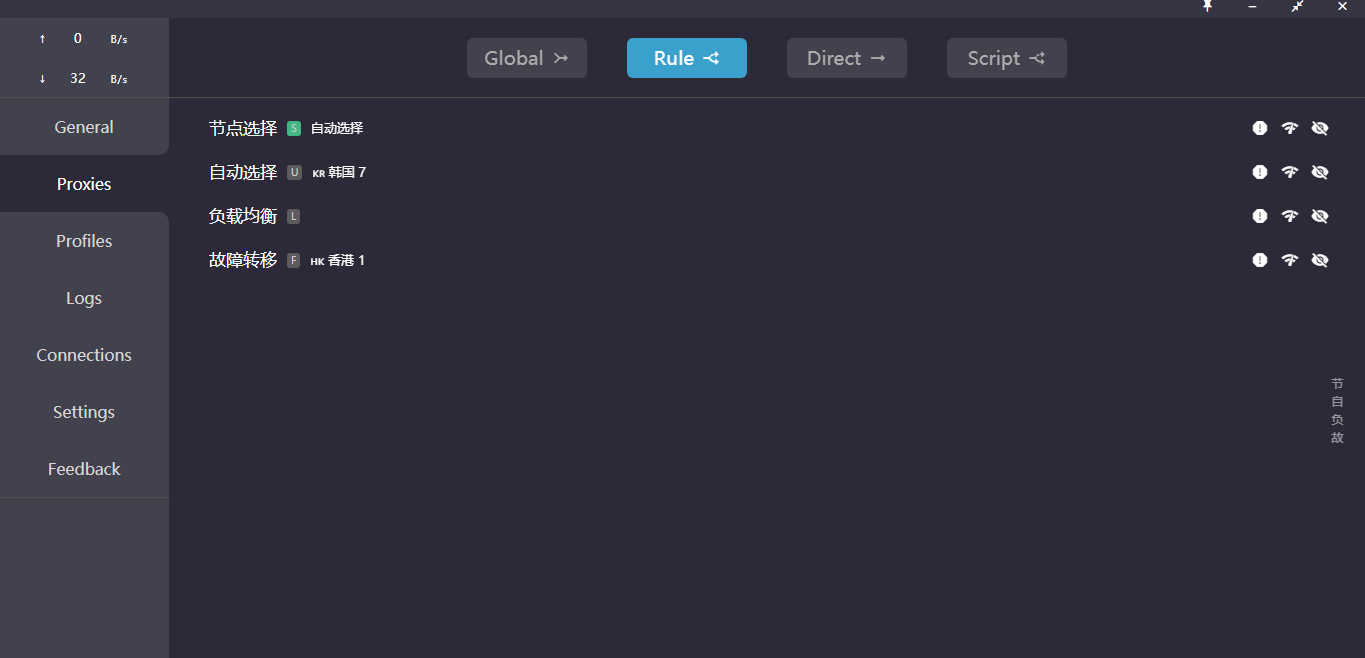 ↑ 0 B/s
↓ 32 B/s
Global
Rule
Direct →
Script
General
Proxies
Profiles
Logs
Connections
Settings
Feedback
节点选择 S 自动选择
自动选择 U KR 韩国 7
负载均衡 L
故障转移 F HK 香港 1
节
自
负
故